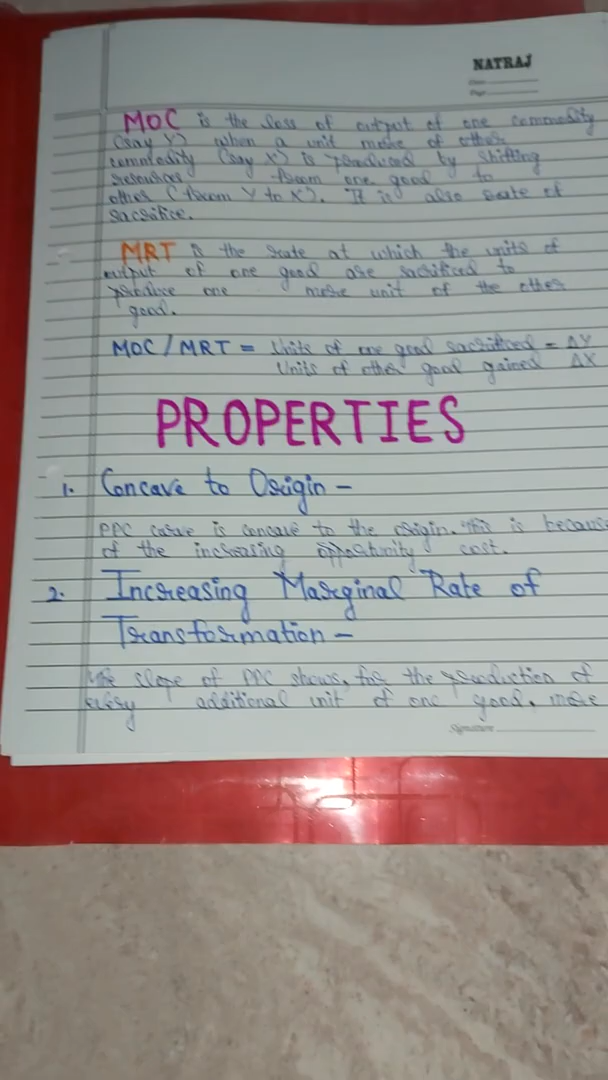 NATRAJ
Date
Page
MOC is the loss of output of one commodity
(say Y) when a unit more of other
commodity (say X) is produced by shifting
resources from one good to
other (from Y to X). It is also rate of
sacrifice.
MRT is the rate at which the units of
output of one good are sacrificed to
produce one more unit of the other
good.
MOC/MRT = Units of one good sacrificed = ΔY
Units of other good gained ΔX
PROPERTIES
1. Concave to Origin -
PPC curve is concave to the origin. This is because
of the increasing opportunity cost.
2. Increasing Marginal Rate of
Transformation -
The slope of PPC shows, for the production of
every additional unit of one good, more
Signature